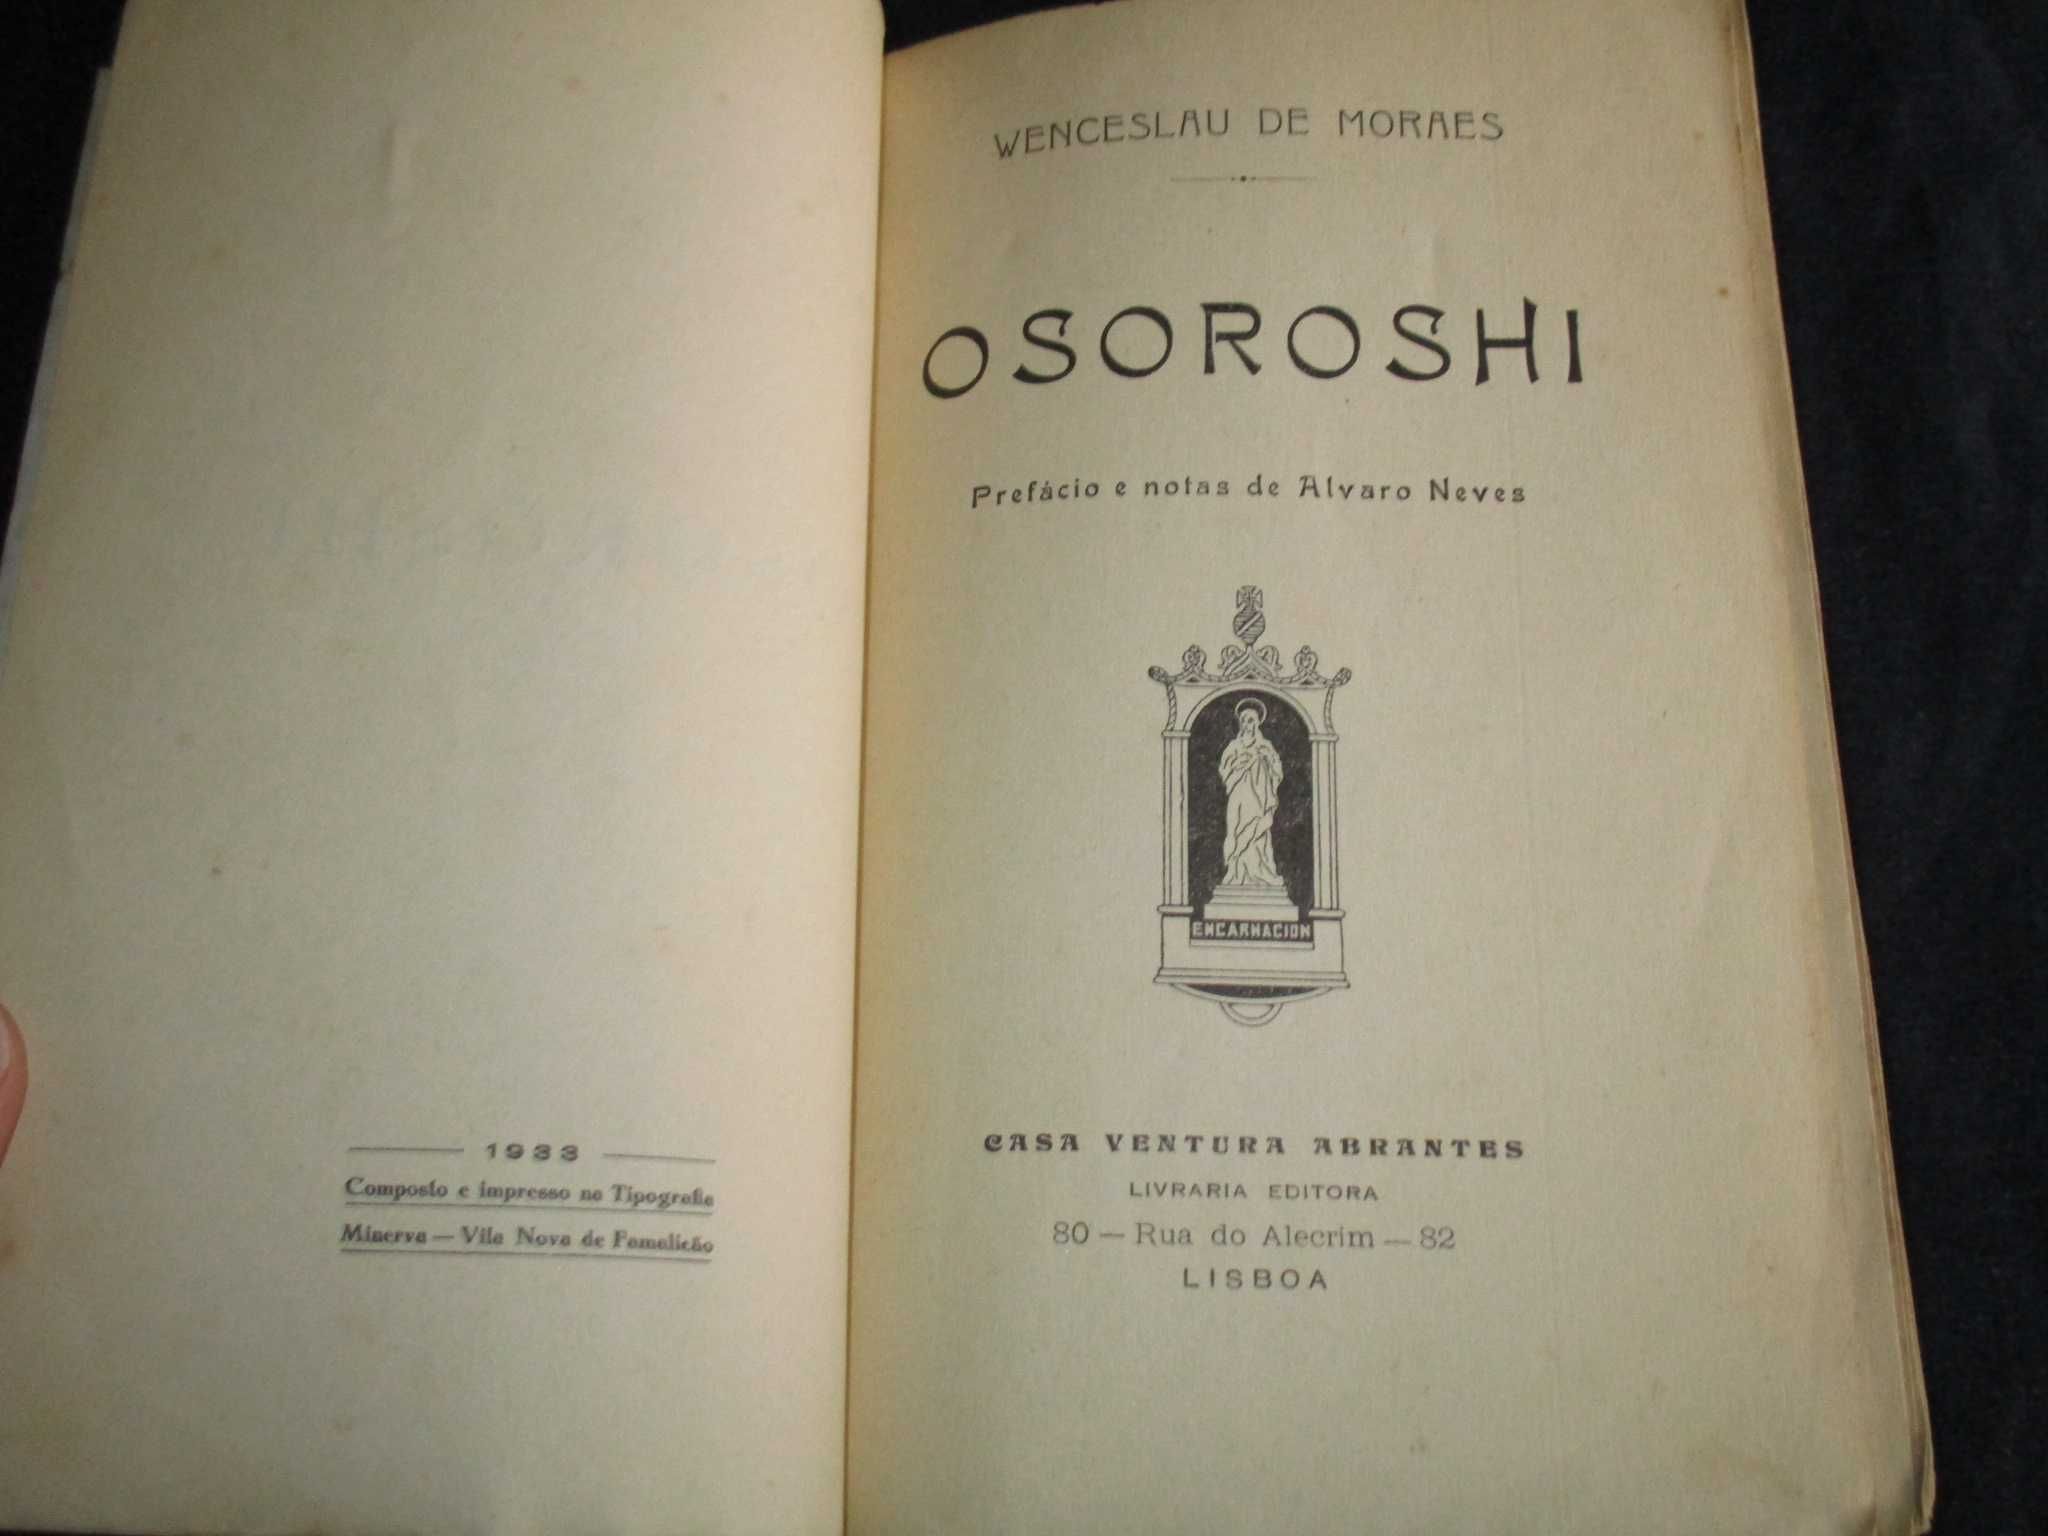 1933
Composto e impresso na Tipografia
Minerva — Vila Nova de Famalicão
WENCESLAU DE MORAES
OSOROSHI
Prefácio e notas de Alvaro Neves
ENCARNACION
CASA VENTURA ABRANTES
LIVRARIA EDITORA
80 — Rua do Alecrim — 82
LISBOA